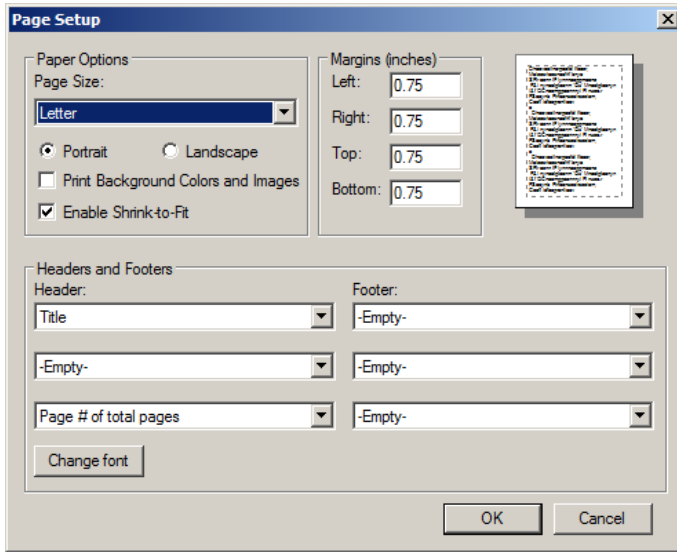 Page Setup
Paper Options
Page Size:
Letter
Portrait
Landscape
Print Background Colors and Images
Enable Shrink-to-Fit
Margins (inches)
Left: 0.75
Right: 0.75
Top: 0.75
Bottom: 0.75
Headers and Footers
Header:
Footer:
Title
-Empty-
-Empty-
-Empty-
Page # of total pages
-Empty-
Change font
OK
Cancel